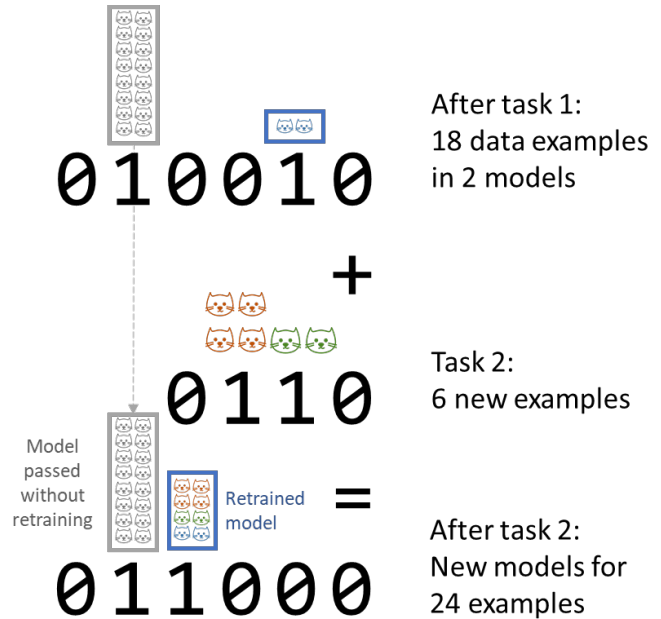 After task 1:
18 data examples
in 2 models
010010
+
Task 2:
6 new examples
0110
Model
passed
without
retraining
Retrained
model
=
After task 2:
New models for
24 examples
011000